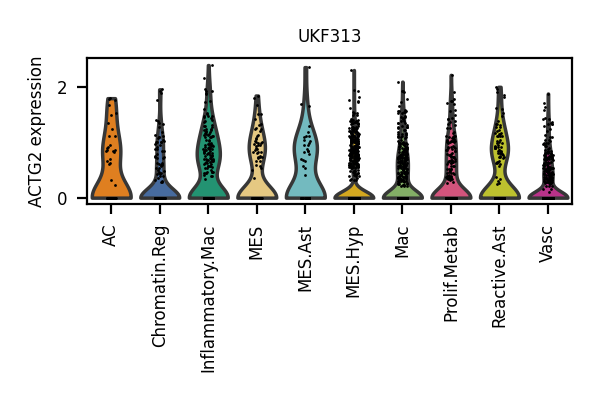 UKF313
ACTG2 expression
2
0
AC
Chromatin.Reg
Inflammatory.Mac
MES
MES.Ast
MES.Hyp
Mac
Prolif.Metab
Reactive.Ast
Vasc